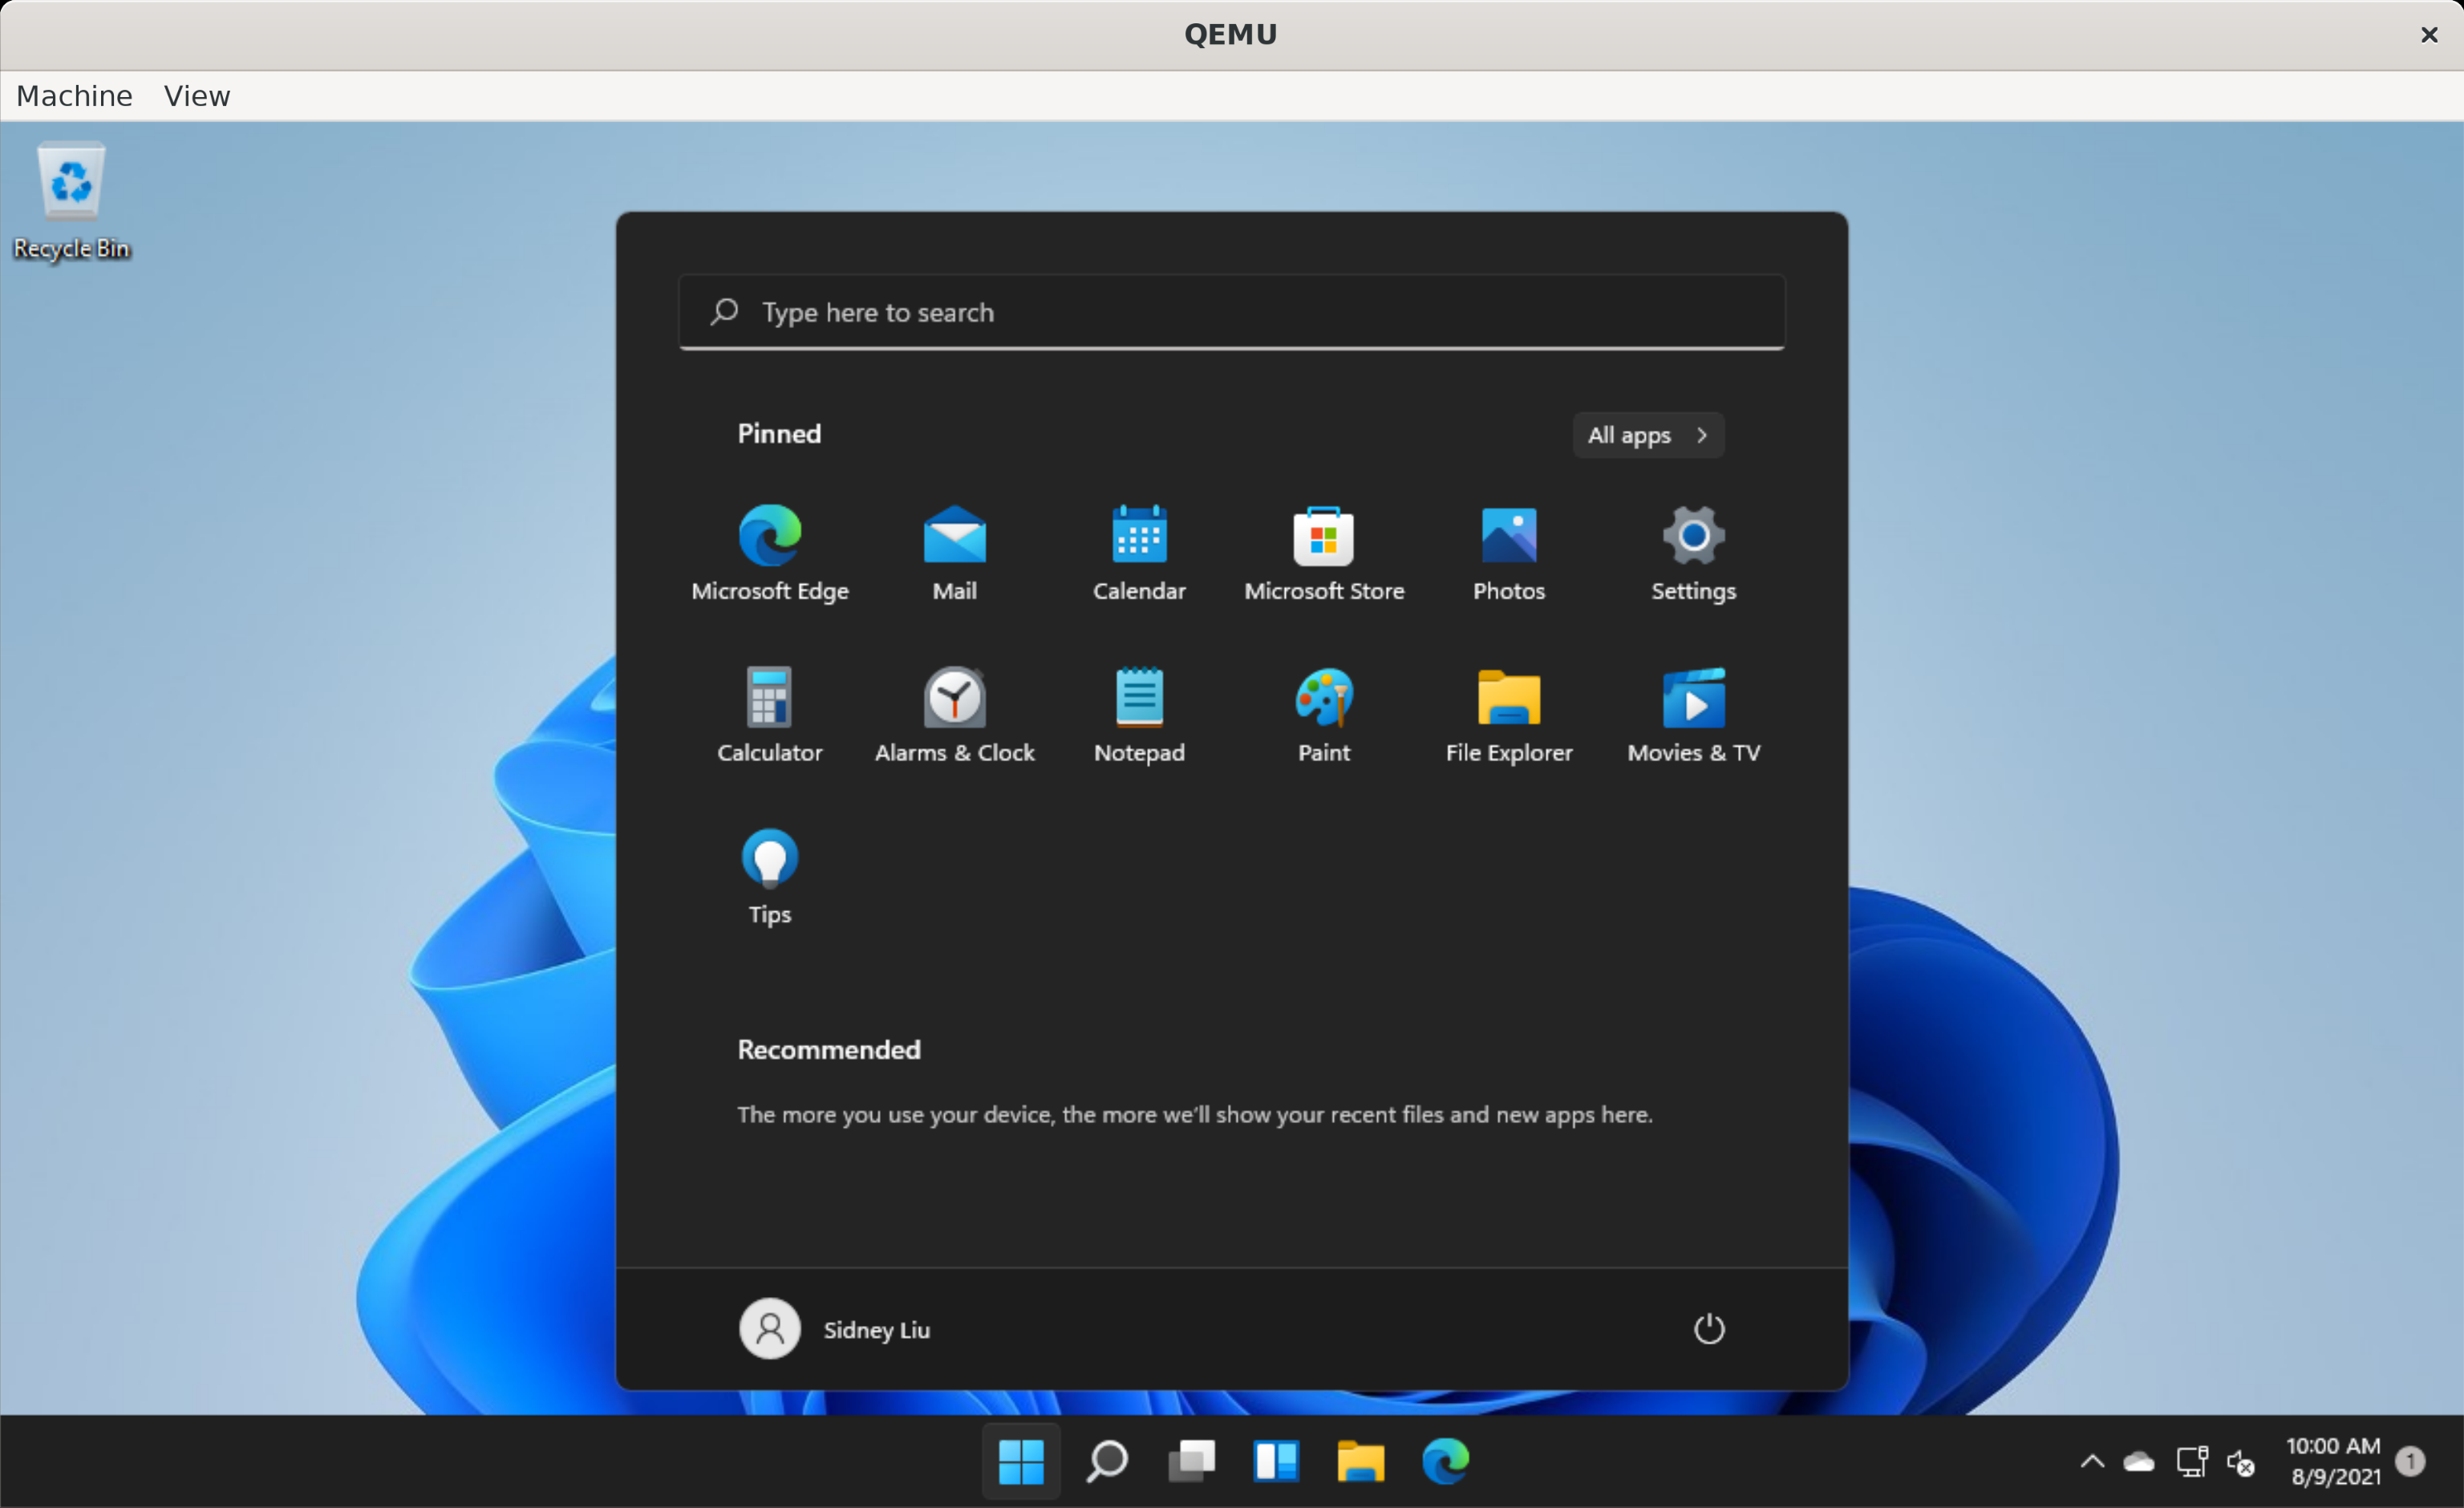 QEMU
Machine View
Recycle Bin
Type here to search
Pinned All apps
Microsoft Edge Mail Calendar Microsoft Store Photos Settings
Calculator Alarms & Clock Notepad Paint File Explorer Movies & TV
Tips
Recommended
The more you use your device, the more we’ll show your recent files and new apps here.
Sidney Liu
10:00 AM
8/9/2021 1